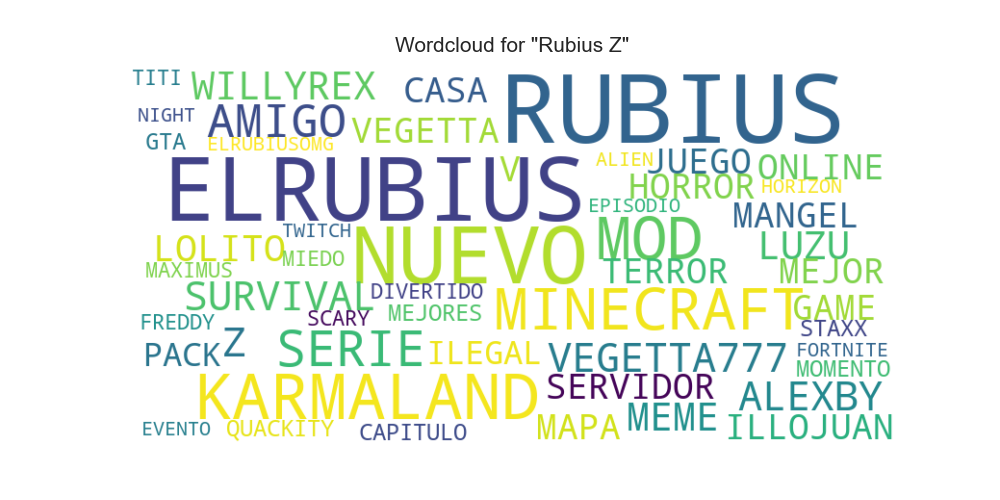 Wordcloud for "Rubius Z"
TITI
WILLYREX
CASA
RUBIUS
NIGHT
AMIGO
VEGETTA
GTA
ELRUBIUSOMG
ELRUBIUS
V
ALIEN
JUEGO
ONLINE
HORROR
HORIZON
EPISODIO
MANGEL
TWITCH
NUEVO
MOD
LUZU
LOLITO
MIEDO
MAXIMUS
TERROR
MEJOR
SURVIVAL
DIVERTIDO
MINECRAFT
GAME
FREDDY
SCARY
MEJORES
STAXX
PACK
Z
SERIE
ILEGAL
VEGETTA777
FORTNITE
MOMENTO
KARMALAND
SERVIDOR
ALEXBY
EVENTO
QUACKITY
CAPITULO
MAPA
MEME
ILLOJUAN